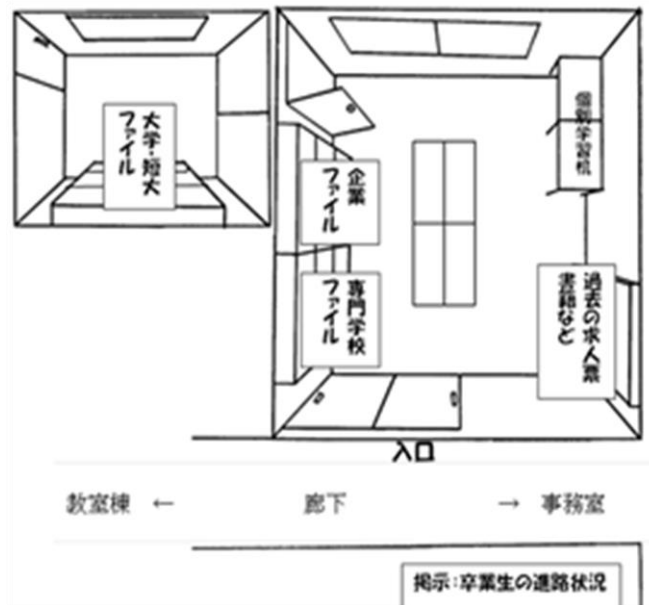 大学・短大
ファイル
企業
ファイル
専門学校
ファイル
個別学習机
過去の求人票
書籍など
入口
教室棟 ← 廊下 → 事務室
掲示:卒業生の進路状況